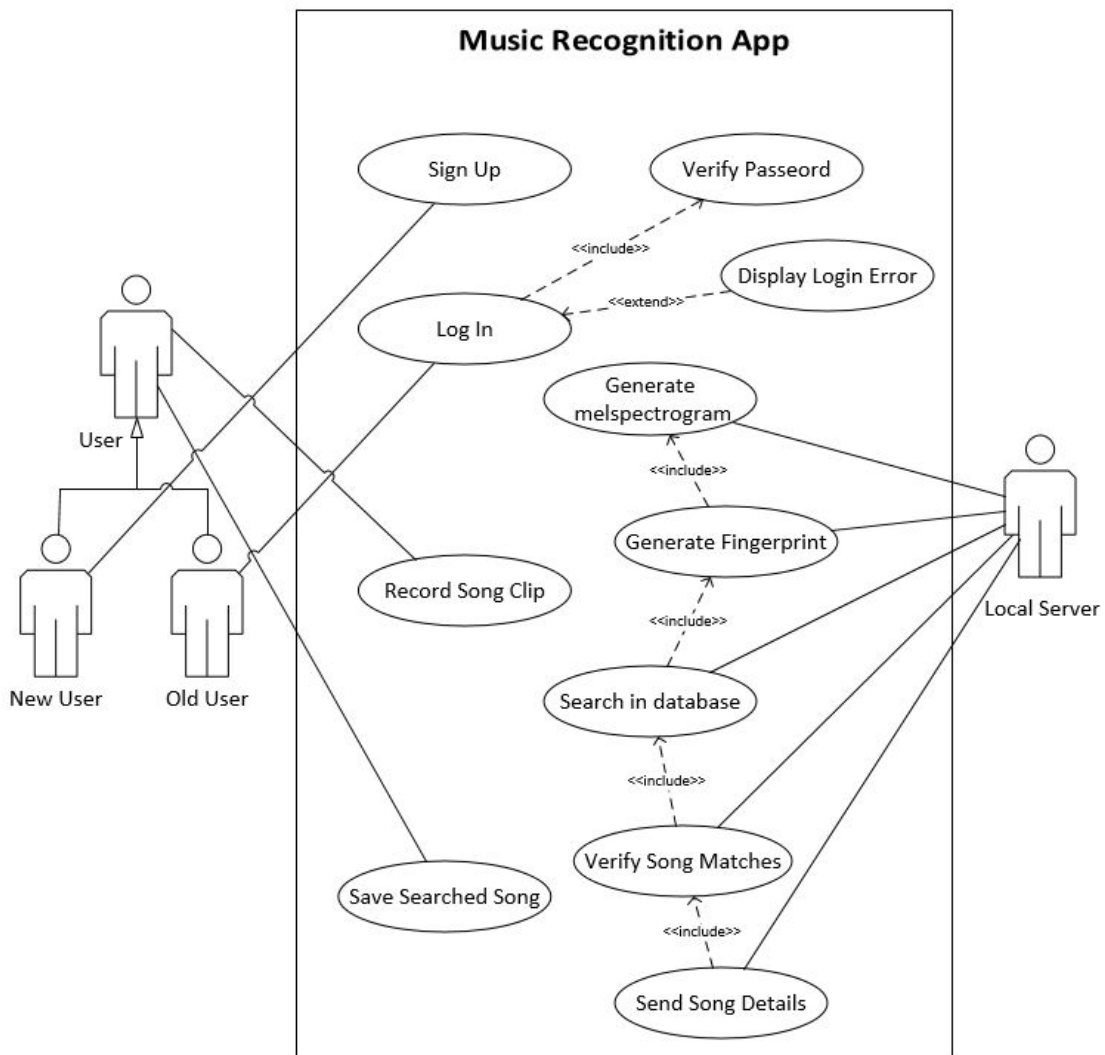 Music Recognition App
Sign Up
Verify Passeord
<<include>>
Display Login Error
<<extend>>
Log In
Generate
melspectrogram
User
<<include>>
Generate Fingerprint
Record Song Clip
Local Server
<<include>>
New User
Old User
Search in database
<<include>>
Verify Song Matches
Save Searched Song
<<include>>
Send Song Details